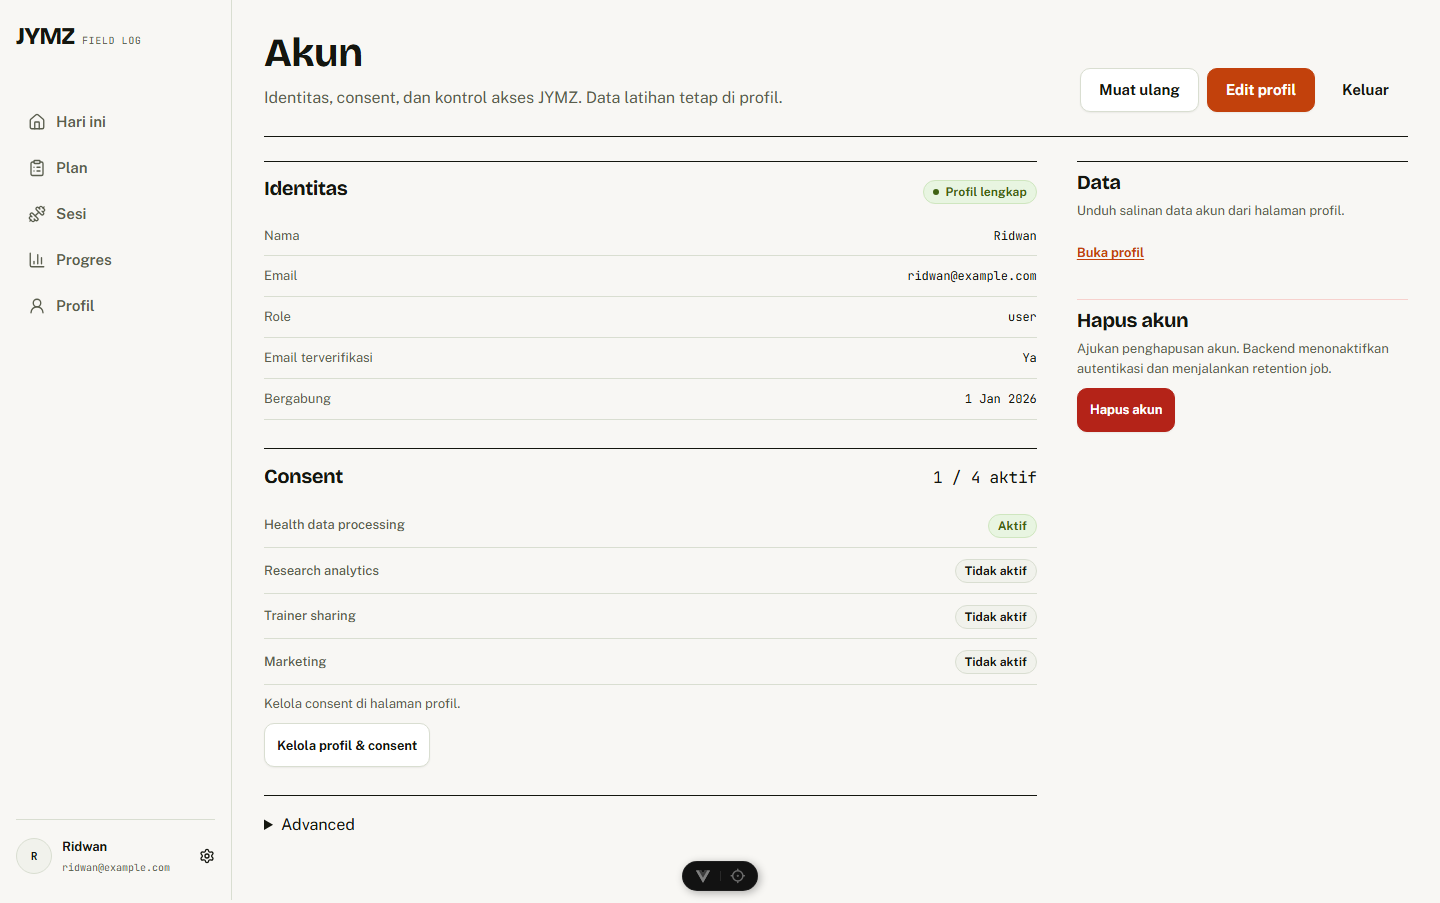 JYMZ FIELD LOG
Hari ini
Plan
Sesi
Progres
Profil
Ridwan
R
ridwan@example.com
Akun
Identitas, consent, dan kontrol akses JYMZ. Data latihan tetap di profil.
Muat ulang
Edit profil
Keluar
Identitas
Profil lengkap
Nama
Ridwan
Email
ridwan@example.com
Role
user
Email terverifikasi
Ya
Bergabung
1 Jan 2026
Consent
1 / 4 aktif
Health data processing
Aktif
Research analytics
Tidak aktif
Trainer sharing
Tidak aktif
Marketing
Tidak aktif
Kelola consent di halaman profil.
Kelola profil & consent
Advanced
Data
Unduh salinan data akun dari halaman profil.
Buka profil
Hapus akun
Ajukan penghapusan akun. Backend menonaktifkan
autentikasi dan menjalankan retention job.
Hapus akun